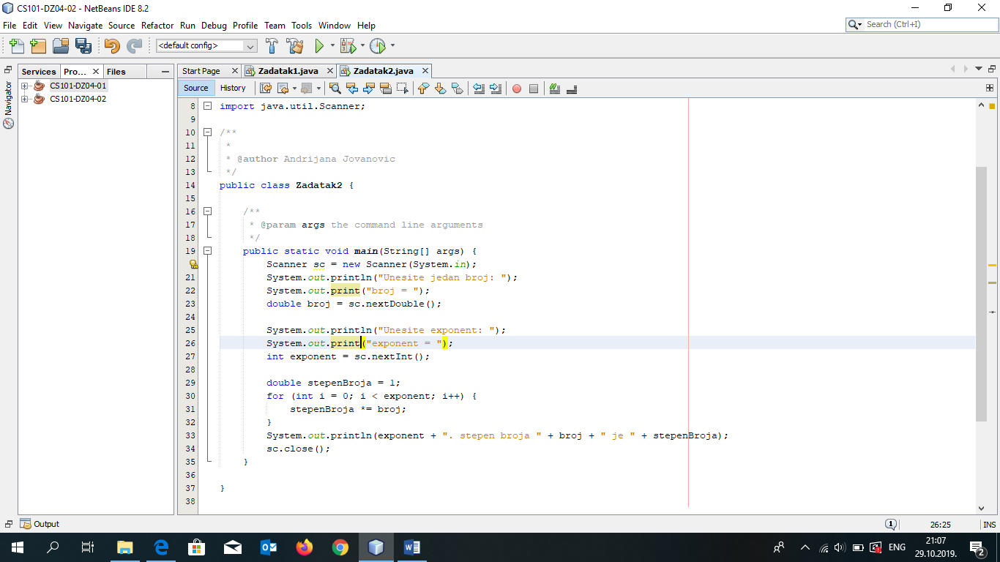 CS101-DZ04-02 - NetBeans IDE 8.2
File Edit View Navigate Source Refactor Run Debug Profile Team Tools Window Help
Search (Ctrl+I)
<default config>
Services Pro... Files
Start Page Zadatak1.java Zadatak2.java
Navigator
CS101-DZ04-01
CS101-DZ04-02
Source History
8 import java.util.Scanner;
9
10 /**
11 *
12 * @author Andrijana Jovanovic
13 */
14 public class Zadatak2 {
15
16 /**
17 * @param args the command line arguments
18 */
19 public static void main(String[] args) {
Scanner sc = new Scanner(System.in);
21 System.out.println("Unesite jedan broj: ");
22 System.out.print("broj = ");
23 double broj = sc.nextDouble();
24
25 System.out.println("Unesite exponent: ");
26 System.out.print("exponent = ");
27 int exponent = sc.nextInt();
28
29 double stepenBroja = 1;
30 for (int i = 0; i < exponent; i++) {
31 stepenBroja *= broj;
32 }
33 System.out.println(exponent + ". stepen broja " + broj + " je " + stepenBroja);
34 sc.close();
35 }
36
37 }
38
Output
1 26:25 INS
ENG
21:07
29.10.2019.
2